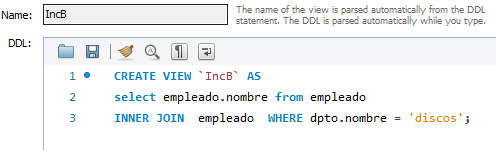 Name: IncB
The name of the view is parsed automatically from the DDL
statement. The DDL is parsed automatically while you type.
DDL:
1 CREATE VIEW `IncB` AS
2 select empleado.nombre from empleado
3 INNER JOIN  empleado  WHERE dpto.nombre = 'discos';